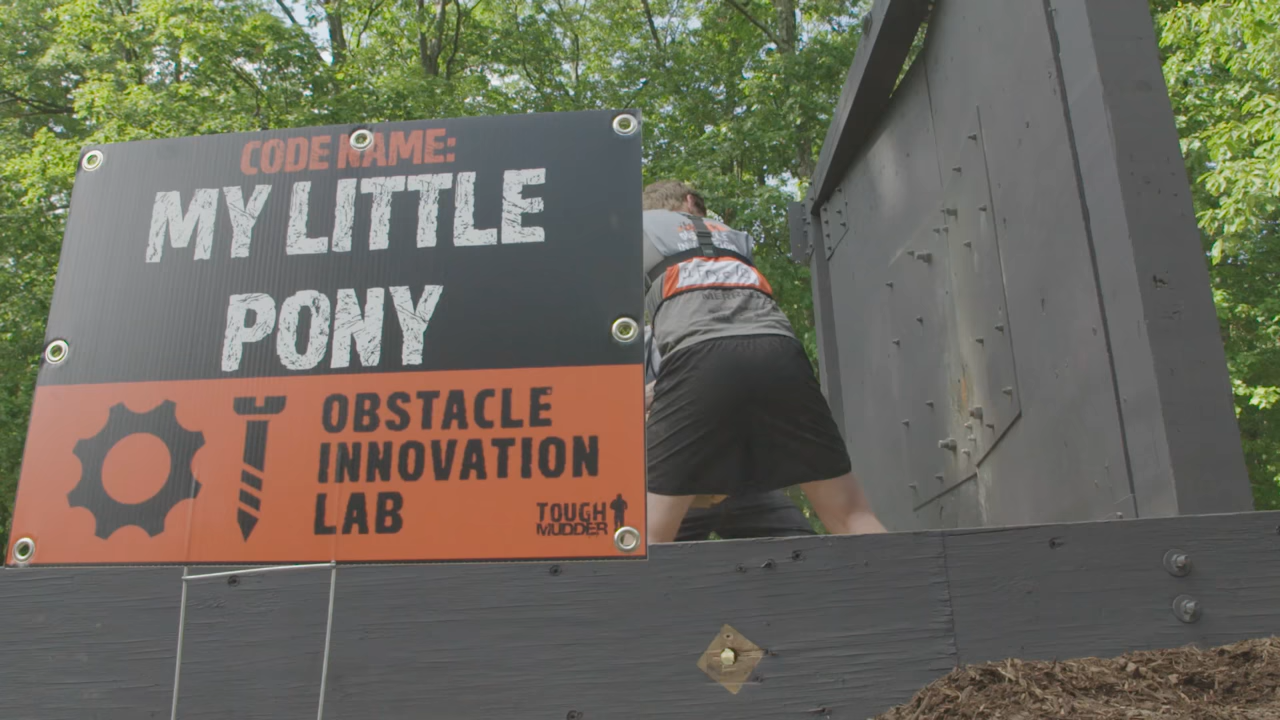 CODE NAME:
MY LITTLE
PONY
OBSTACLE
INNOVATION
LAB
TOUGH
MUDDER